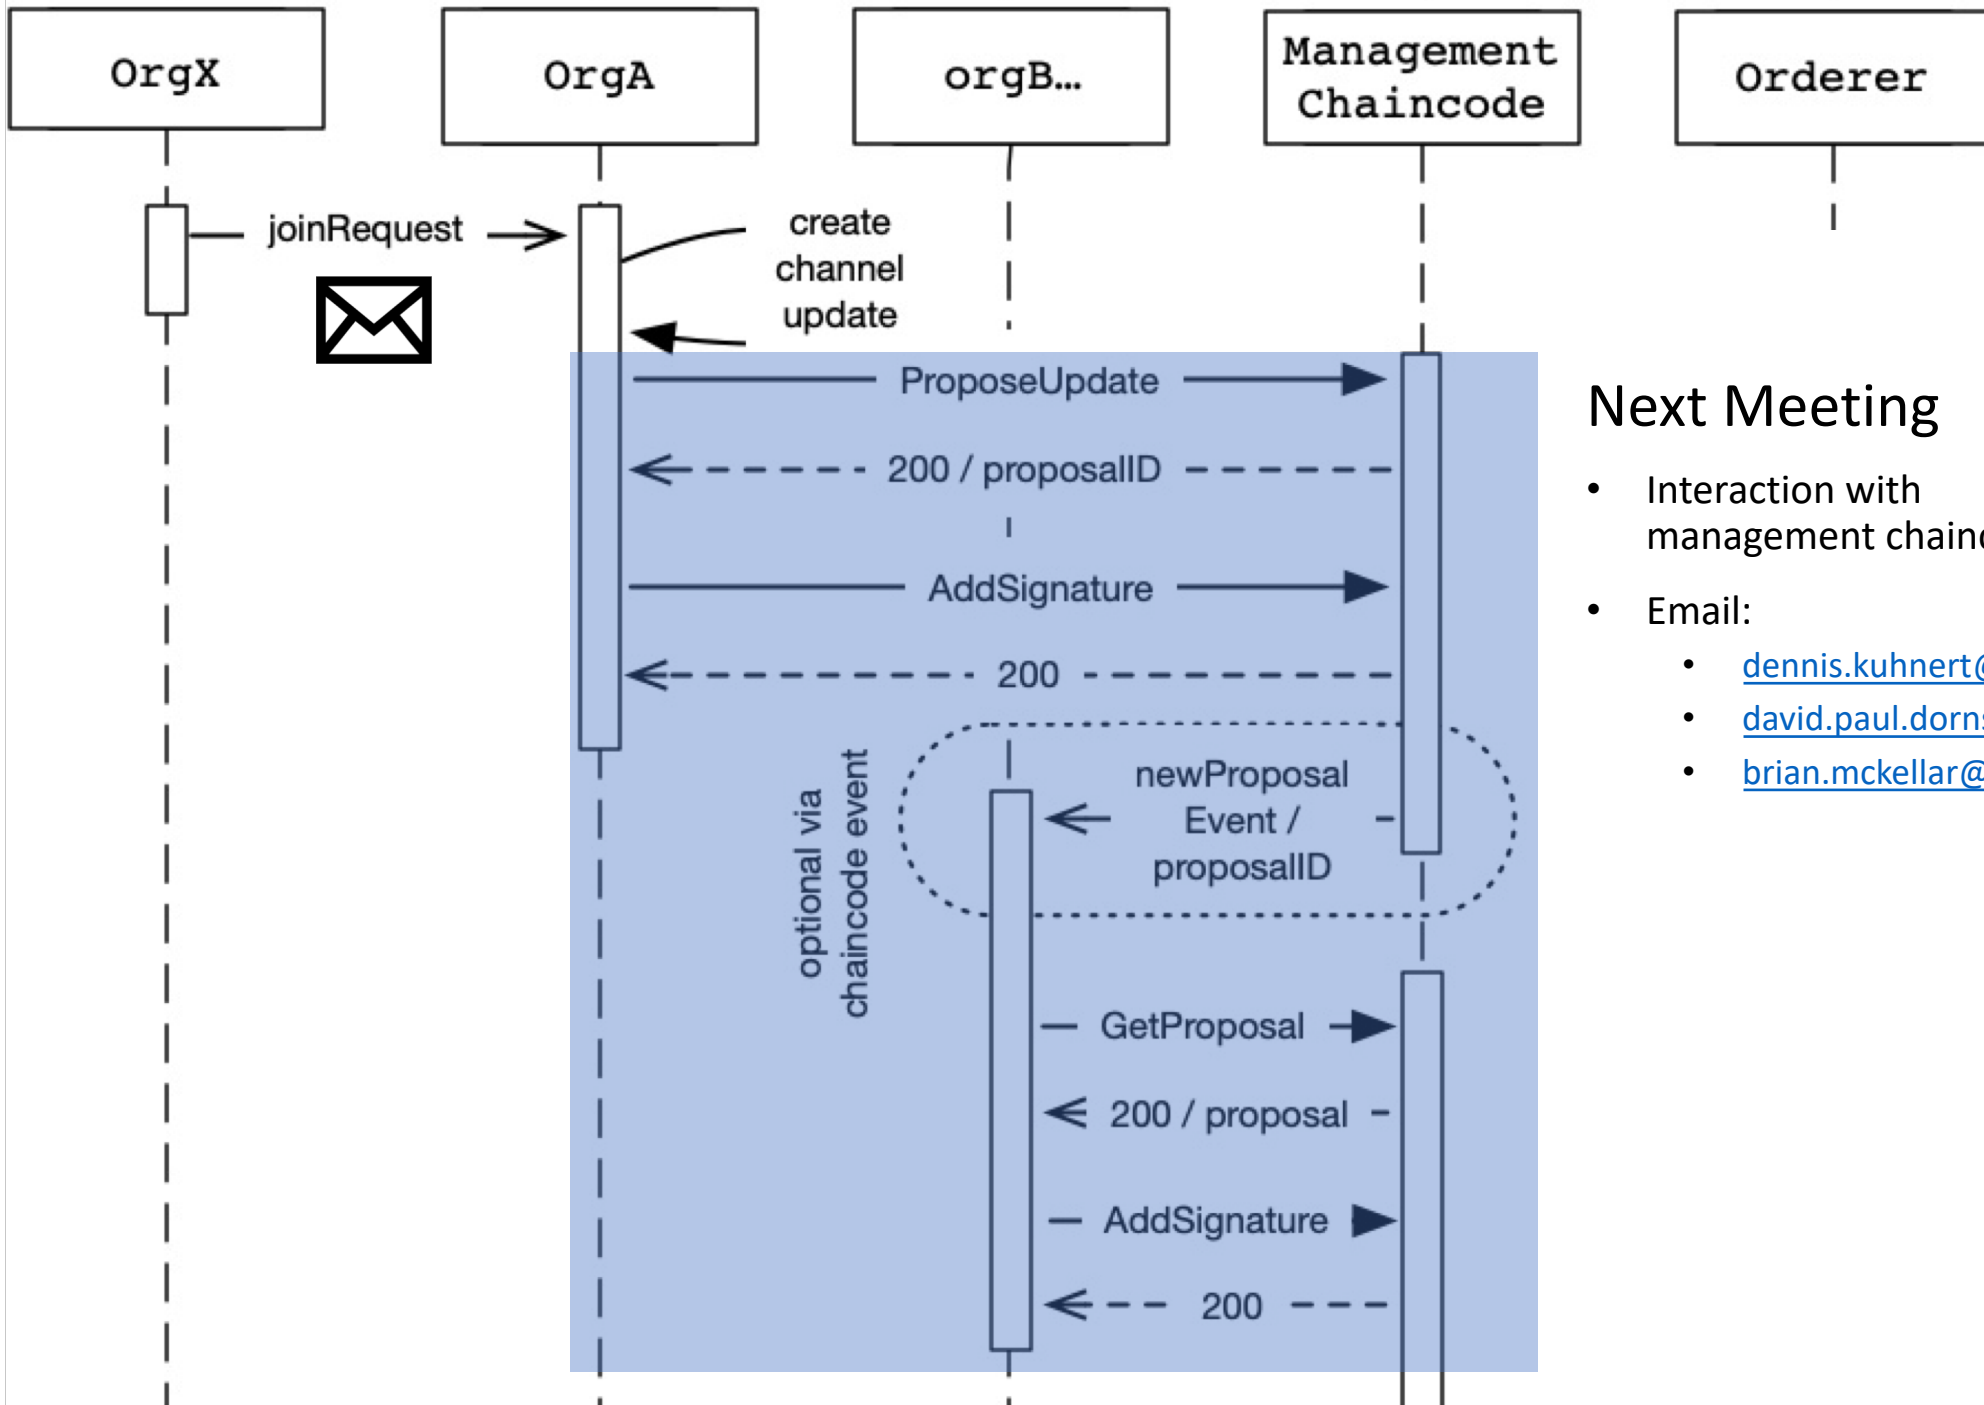 OrgX
OrgA
orgB...
Management
Chaincode
Orderer
joinRequest
create
channel
update
ProposeUpdate
200 / proposalID
AddSignature
200
optional via
chaincode event
newProposal
Event /
proposalID
GetProposal
200 / proposal
AddSignature
200
Next Meeting
• Interaction with
management
• Email:
• dennis.kuhnert@
• david.paul.
• brian.mckellar@